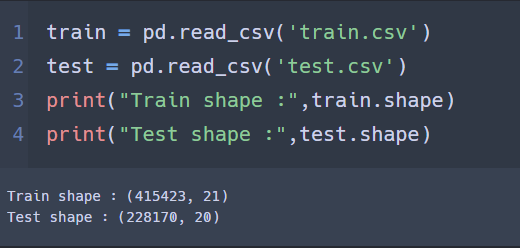 1 train = pd.read_csv('train.csv')
2 test = pd.read_csv('test.csv')
3 print("Train shape :",train.shape)
4 print("Test shape :",test.shape)
Train shape : (415423, 21)
Test shape : (228170, 20)